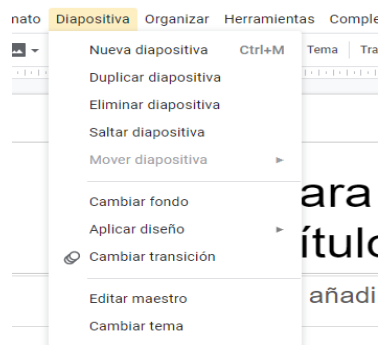 nato Diapositiva Organizar Herramientas Comple
Nueva diapositiva Ctrl+M Tema Tra
Duplicar diapositiva
Eliminar diapositiva
Saltar diapositiva
Mover diapositiva
Cambiar fondo ara
Aplicar diseño ítulo
Cambiar transición
Editar maestro añadi
Cambiar tema